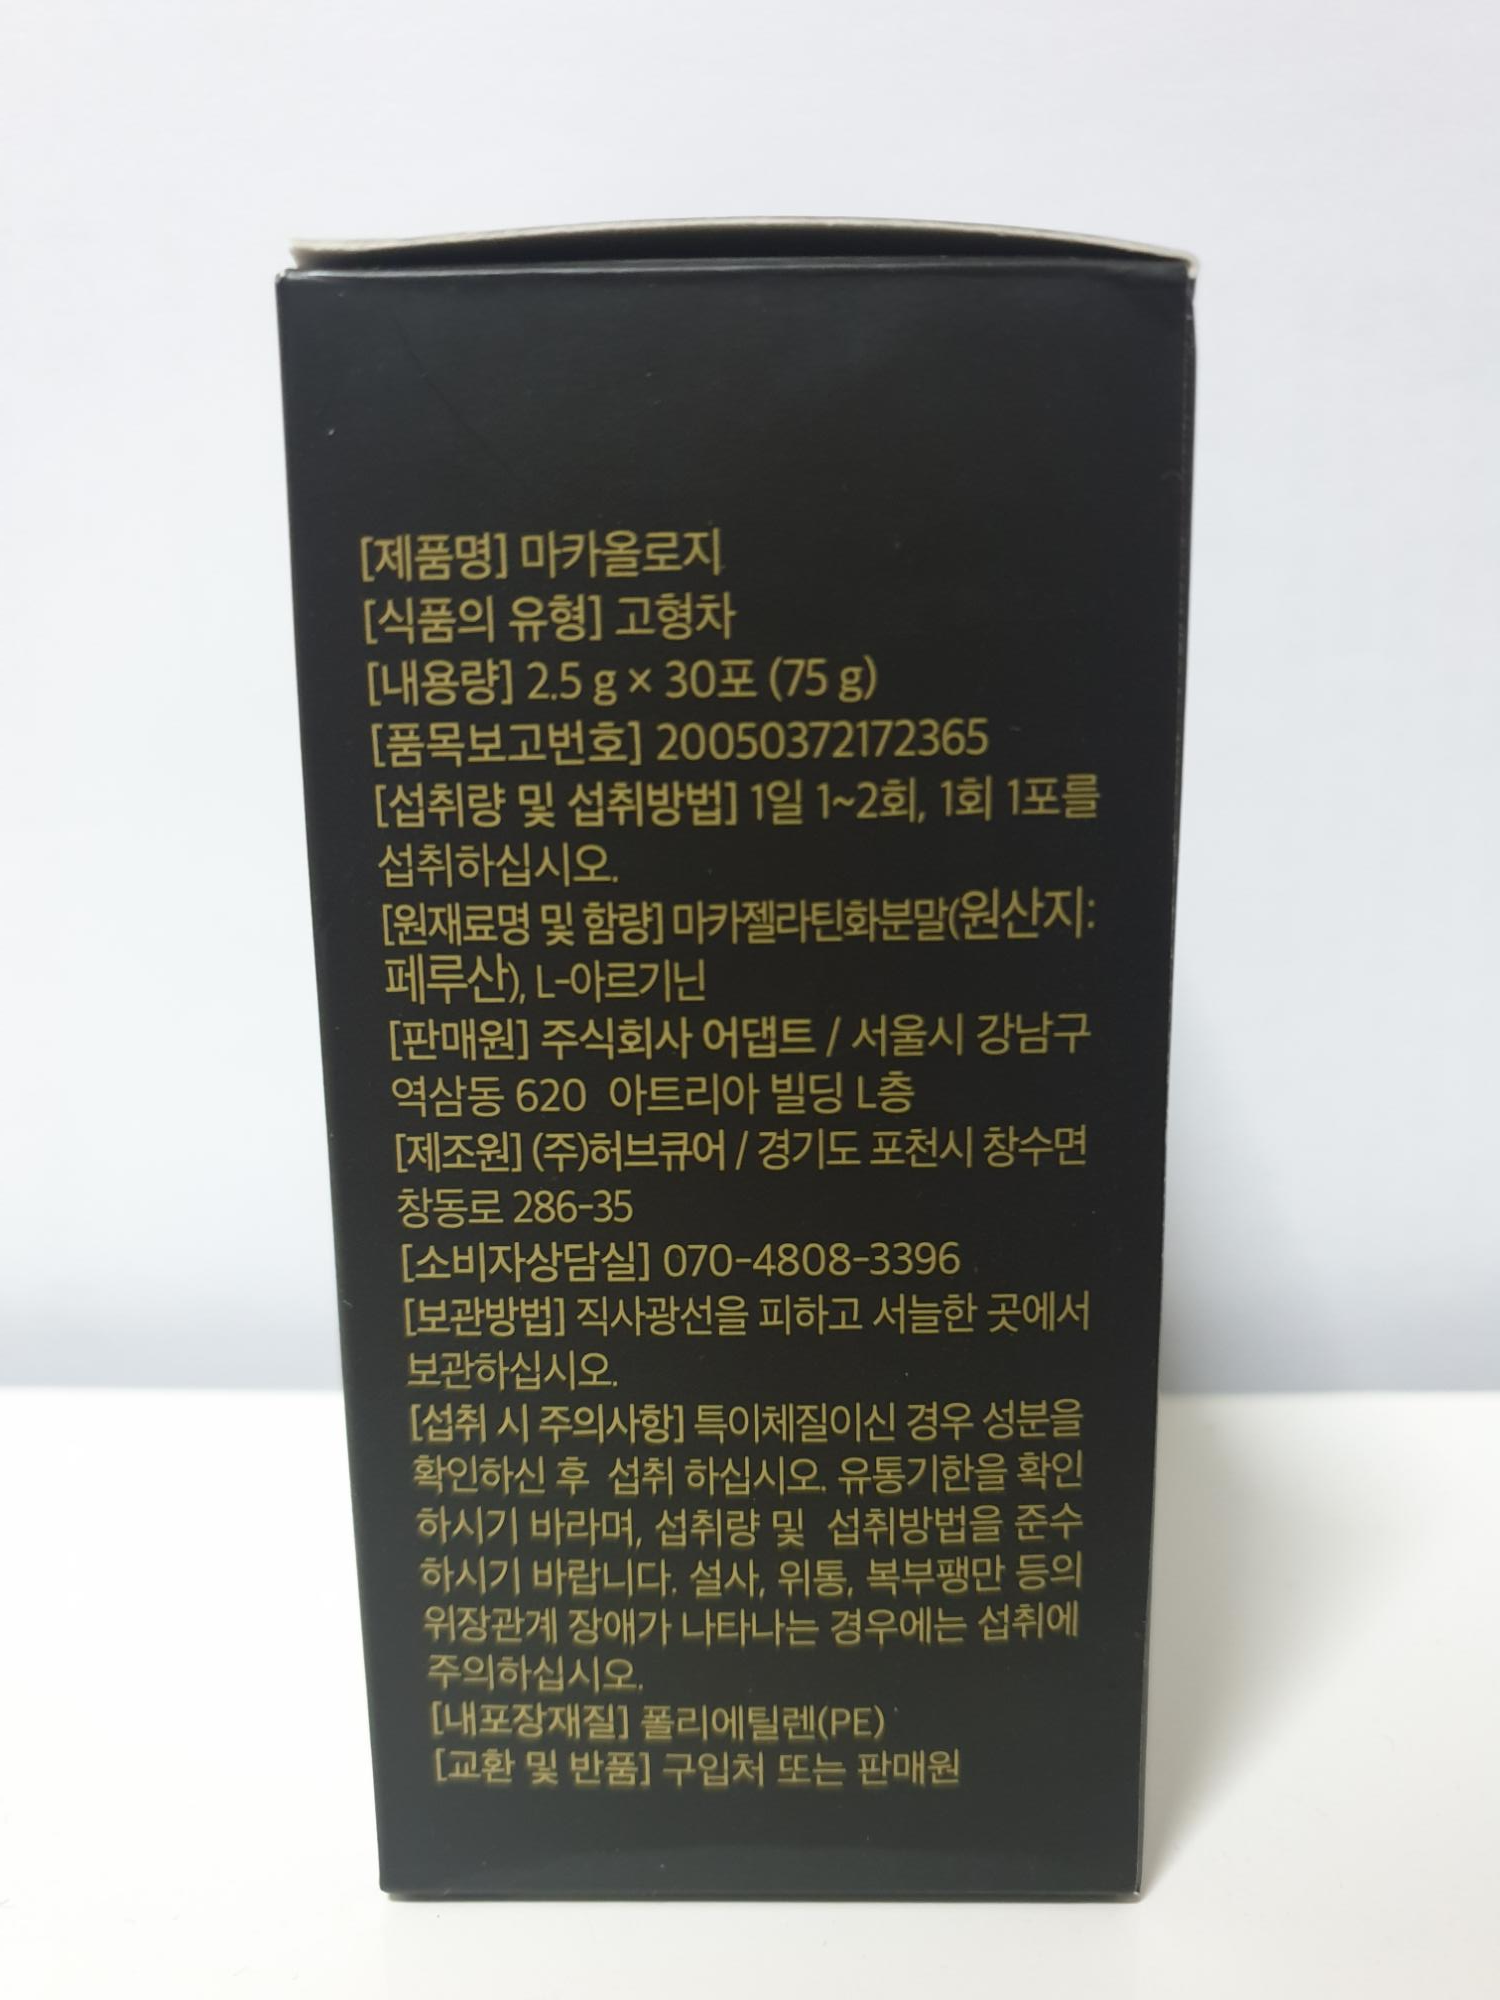 [제품명] 마카올로지
[식품의 유형] 고형차
[내용량] 2.5 g × 30포 (75 g)
[품목보고번호] 20050372172365
[섭취량 및 섭취방법] 1일 1~2회, 1회 1포를
섭취하십시오.
[원재료명 및 함량] 마카젤라틴화분말(원산지:
페루산), L-아르기닌
[판매원] 주식회사 어댑트 / 서울시 강남구
역삼동 620 아트리아 빌딩 L층
[제조원] (주)허브큐어 / 경기도 포천시 창수면
창동로 286-35
[소비자상담실] 070-4808-3396
[보관방법] 직사광선을 피하고 서늘한 곳에서
보관하십시오.
[섭취 시 주의사항] 특이체질이신 경우 성분을
확인하신 후 섭취 하십시오. 유통기한을 확인
하시기 바라며, 섭취량 및 섭취방법을 준수
하시기 바랍니다. 설사, 위통, 복부팽만 등의
위장관계 장애가 나타나는 경우에는 섭취에
주의하십시오.
[내포장재질] 폴리에틸렌(PE)
[교환 및 반품] 구입처 또는 판매원